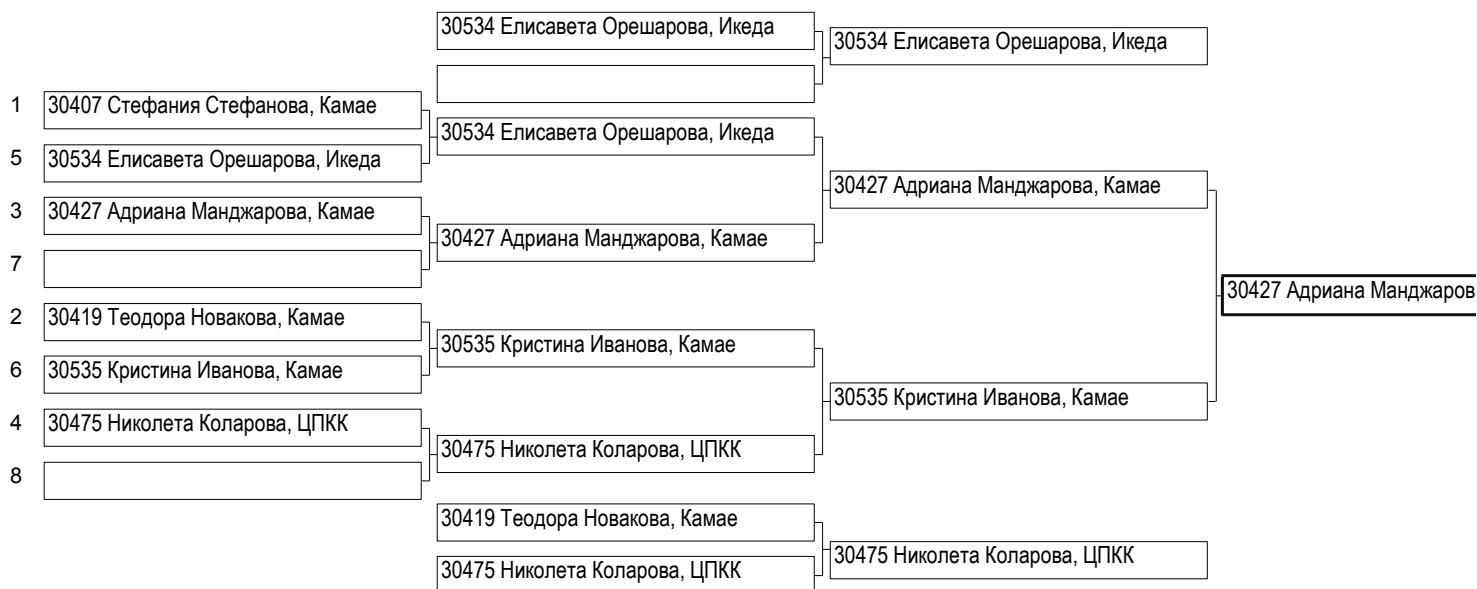 30534 Елисавета Орешарова, Икеда
30534 Елисавета Орешарова, Икеда
1 30407 Стефания Стефанова, Камае
30534 Елисавета Орешарова, Икеда
5 30534 Елисавета Орешарова, Икеда
30427 Адриана Манджарова, Камае
3 30427 Адриана Манджарова, Камае
30427 Адриана Манджарова, Камае
7
30427 Адриана Манджаров
2 30419 Теодора Новакова, Камае
30535 Кристина Иванова, Камае
6 30535 Кристина Иванова, Камае
30535 Кристина Иванова, Камае
4 30475 Николета Коларова, ЦПКК
30475 Николета Коларова, ЦПКК
8
30419 Теодора Новакова, Камае
30475 Николета Коларова, ЦПКК
30475 Николета Коларова, ЦПКК